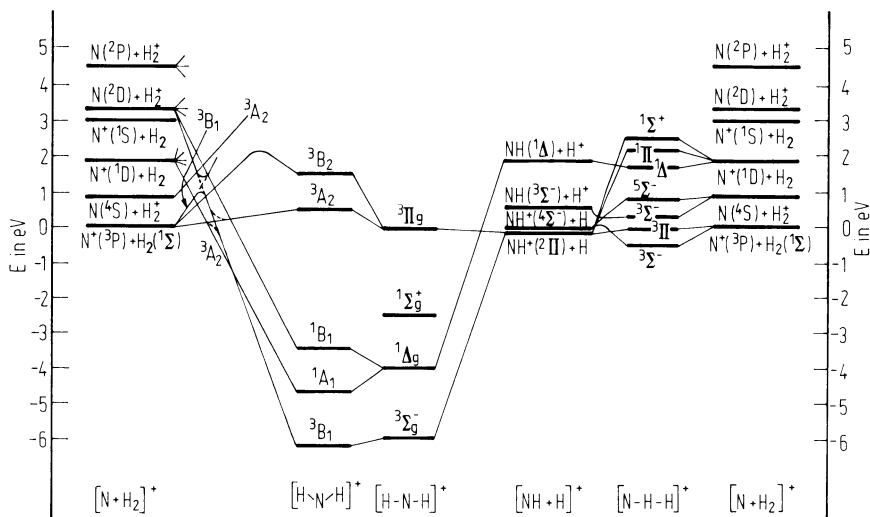 5
4
3
2
1
0
-1
-2
-3
-4
-5
-6
E in eV
N(²P)+H₂⁺
N(²D)+H₂⁺
N⁺(¹S)+H₂
N⁺(¹D)+H₂
N(⁴S)+H₂⁺
N⁺(³P)+H₂(¹Σ)
³B₁
³A₂
³A₂
³B₂
³A₂
¹B₁
¹A₁
³B₁
³Πg
¹Σg⁺
¹Δg
³Σg⁻
NH(¹Δ)+H⁺
NH(³Σ⁻)+H⁺
NH⁺(⁴Σ⁻)+H
NH⁺(²Π)+H
¹Σ⁺
¹Π
¹Δ
⁵Σ⁻
³Σ⁻
³Π
³Σ⁻
N(²P)+H₂⁺
N(²D)+H₂⁺
N⁺(¹S)+H₂
N⁺(¹D)+H₂
N(⁴S)+H₂⁺
N⁺(³P)+H₂(¹Σ)
5
4
3
2
1
0
-1
-2
-3
-4
-5
-6
E in eV
[N+H₂]⁺
[H\N/H]⁺
[H-N-H]⁺
[NH+H]⁺
[N-H-H]⁺
[N+H₂]⁺